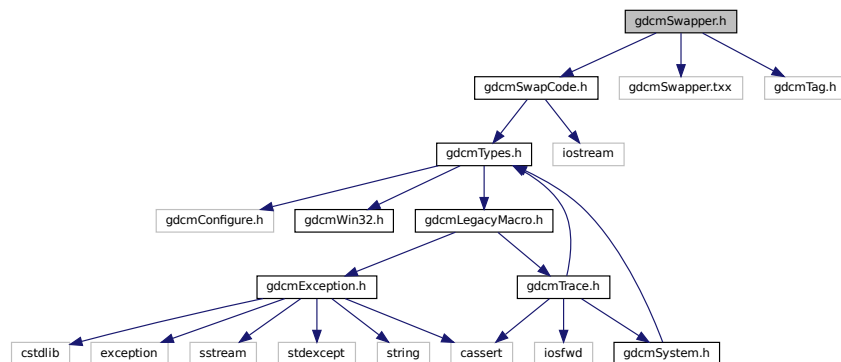 gdcmSwapper.h
gdcmSwapCode.h
gdcmSwapper.txx
gdcmTag.h
gdcmTypes.h
iostream
gdcmConfigure.h
gdcmWin32.h
gdcmLegacyMacro.h
gdcmException.h
gdcmTrace.h
cstdlib
exception
sstream
stdexcept
string
cassert
iosfwd
gdcmSystem.h